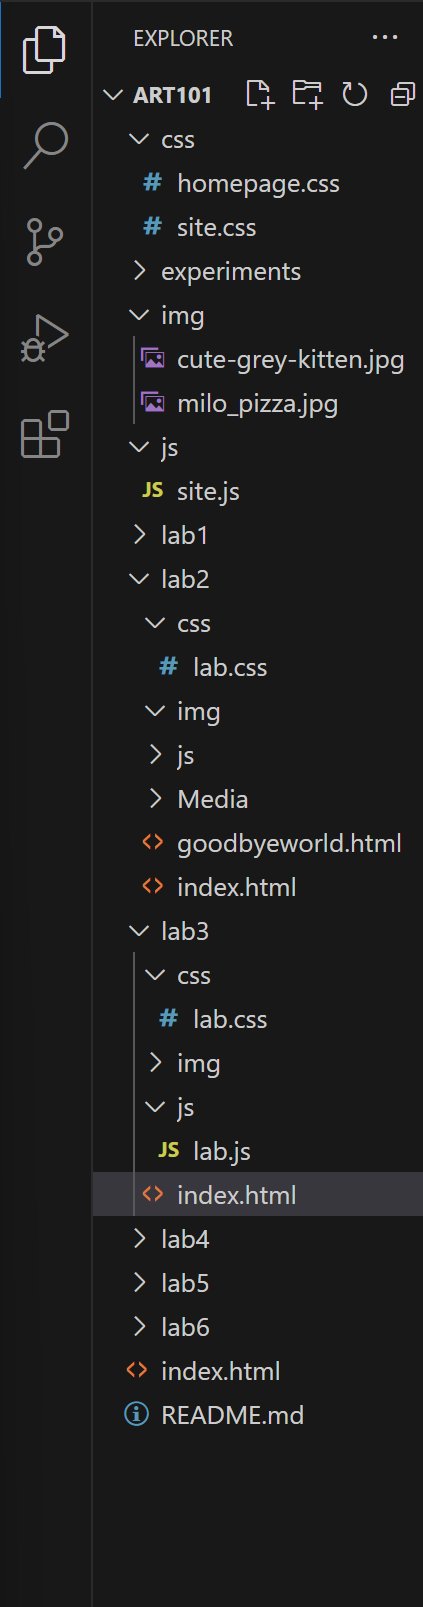 EXPLORER
ART101
css
# homepage.css
# site.css
experiments
img
cute-grey-kitten.jpg
milo_pizza.jpg
js
JS site.js
lab1
lab2
css
# lab.css
img
js
Media
<> goodbyeworld.html
<> index.html
lab3
css
# lab.css
img
js
JS lab.js
<> index.html
lab4
lab5
lab6
<> index.html
README.md